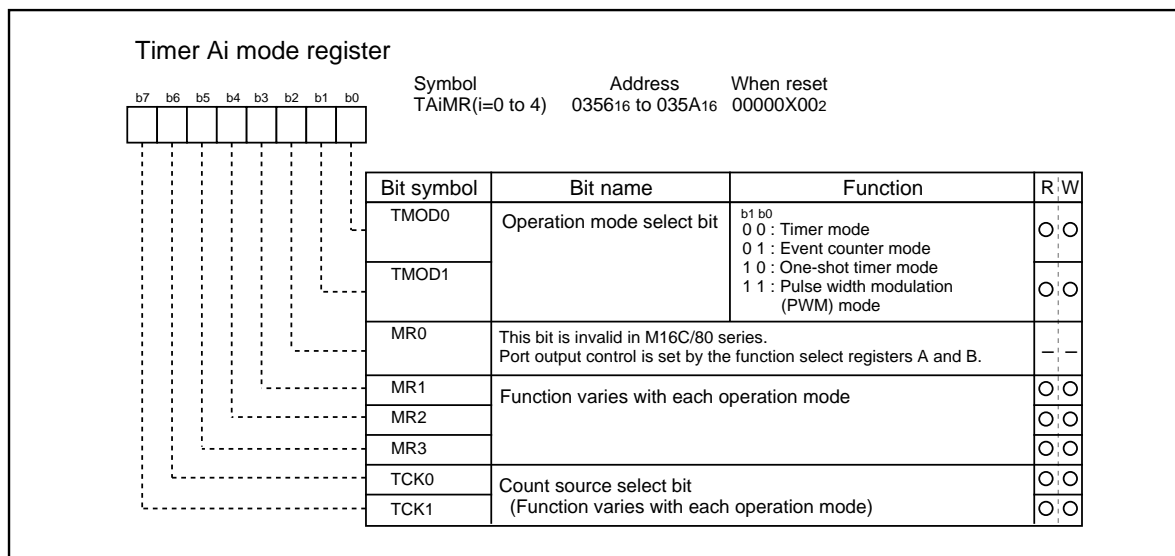 Timer Ai mode register
Symbol Address When reset
TAiMR(i=0 to 4) 035616 to 035A16 00000X002
b7 b6 b5 b4 b3 b2 b1 b0
Bit symbol Bit name Function R W
TMOD0 Operation mode select bit b1 b0
0 0 : Timer mode
0 1 : Event counter mode
TMOD1 1 0 : One-shot timer mode
1 1 : Pulse width modulation
(PWM) mode
MR0 This bit is invalid in M16C/80 series.
Port output control is set by the function select registers A and B. – –
MR1 Function varies with each operation mode
MR2
MR3
TCK0 Count source select bit
TCK1 (Function varies with each operation mode)